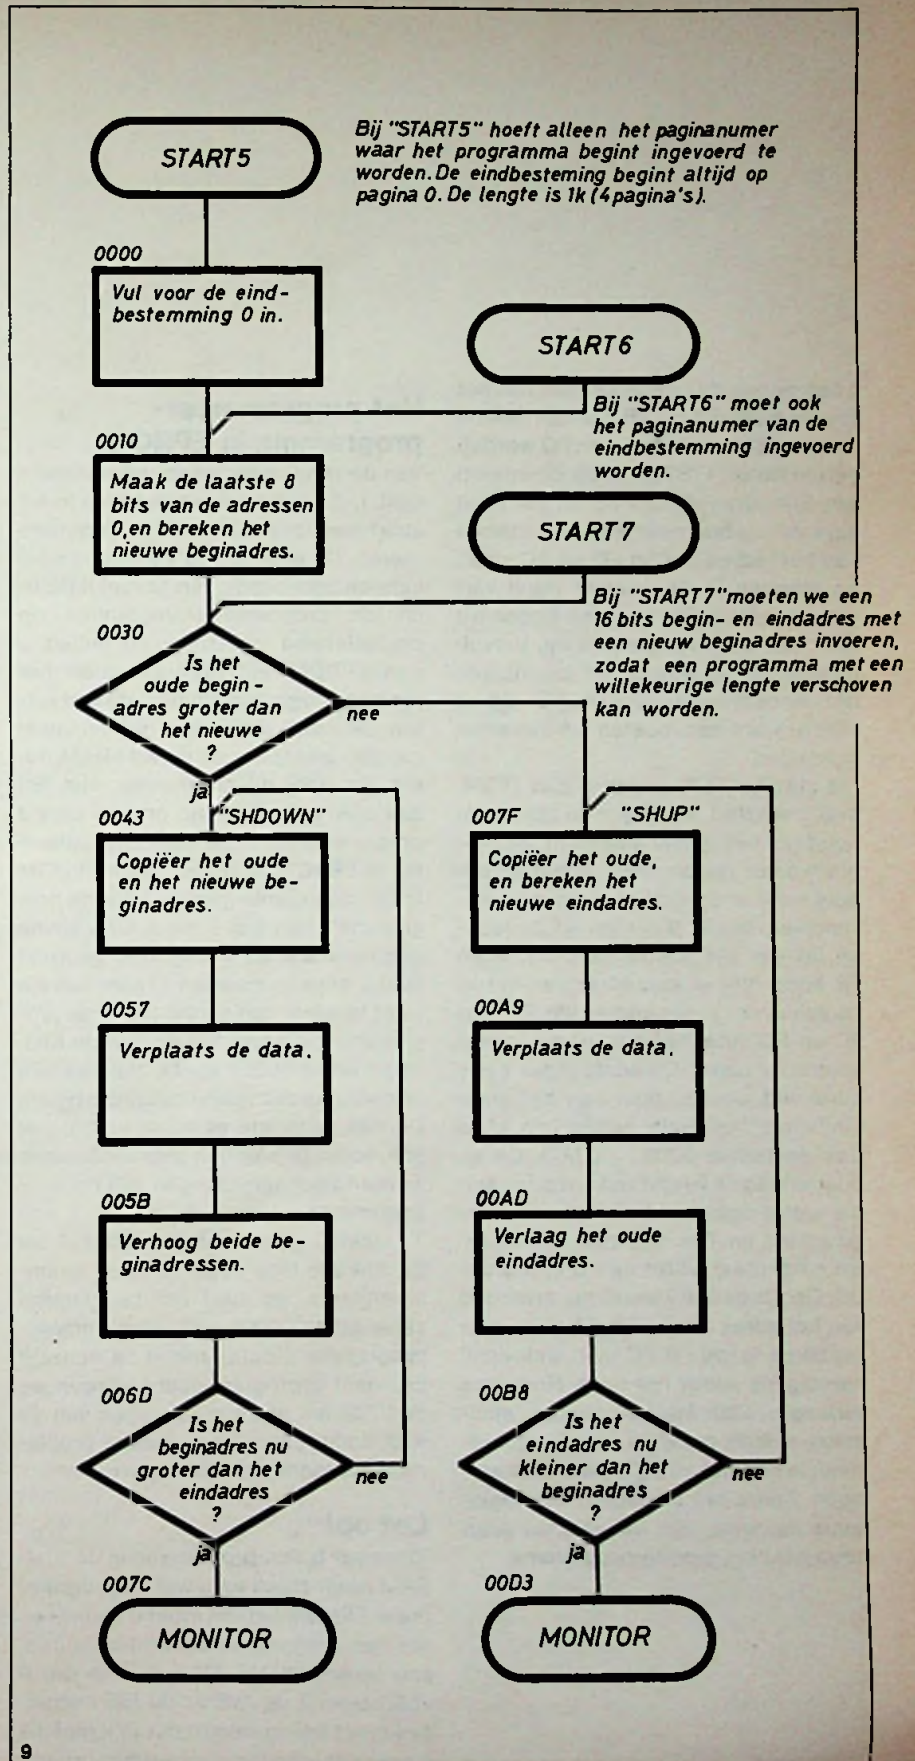 START5
Bij "START5" hoeft alleen het paginanumer
waar het programma begint ingevoerd te
worden. De eindbesteming begint altijd op
pagina 0. De lengte is 1k (4 pagina's).
0000
Vul voor de eind-
bestemming 0 in.
START6
Bij "START6" moet ook
het paginanumer van de
eindbestemming ingevoerd
worden.
0010
Maak de laatste 8
bits van de adressen
0, en bereken het
nieuwe beginadres.
START7
Bij "START7" moeten we een
16 bits begin- en eindadres met
een nieuw beginadres invoeren,
zodat een programma met een
willekeurige lengte verschoven
kan worden.
0030
Is het
oude begin-
adres groter dan
het nieuwe
?
nee
ja
"SHDOWN"
0043
Copiëer het oude
en het nieuwe be-
ginadres.
0057
Verplaats de data.
005B
Verhoog beide be-
ginadressen.
006D
Is het
beginadres nu
groter dan het
eindadres
?
nee
ja
007C
MONITOR
"SHUP"
007F
Copiëer het oude,
en bereken het
nieuwe eindadres.
00A9
Verplaats de data.
00AD
Verlaag het oude
eindadres.
00B8
Is het
eindadres nu
kleiner dan het
beginadres
?
nee
ja
00D3
MONITOR
9